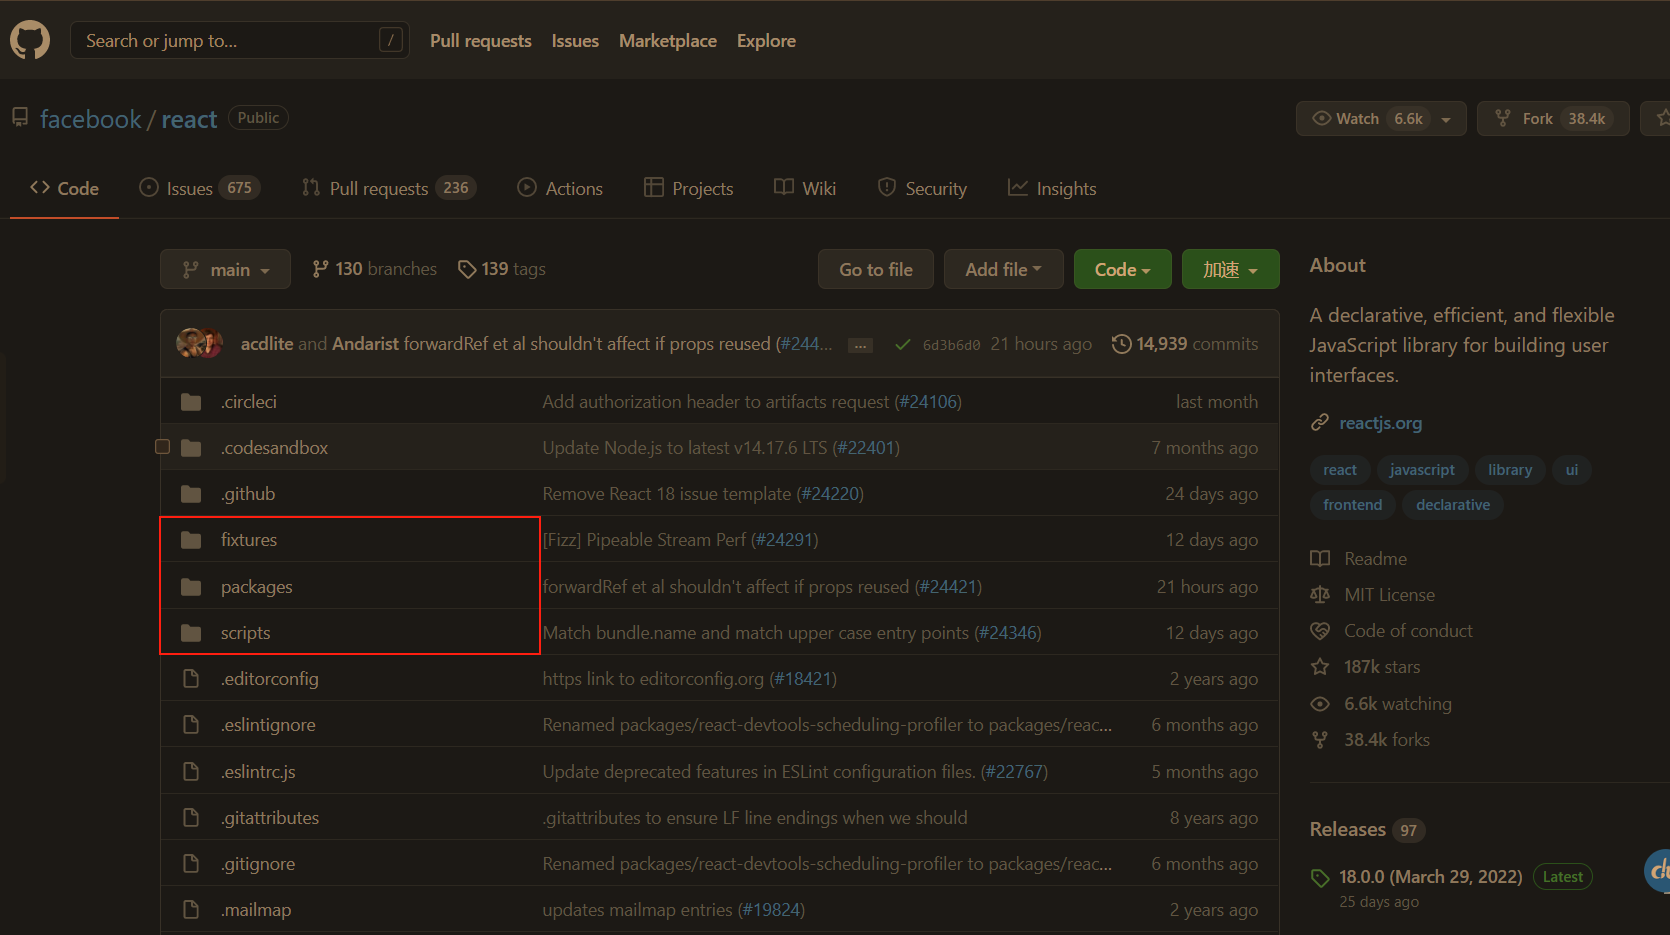 Search or jump to... / Pull requests Issues Marketplace Explore
facebook / react Public Watch 6.6k Fork 38.4k
Code Issues 675 Pull requests 236 Actions Projects Wiki Security Insights
main 130 branches 139 tags Go to file Add file Code 加速
acdlite and Andarist forwardRef et al shouldn't affect if props reused (#244... ... 6d3b6d0 21 hours ago 14,939 commits
.circleci Add authorization header to artifacts request (#24106) last month
.codesandbox Update Node.js to latest v14.17.6 LTS (#22401) 7 months ago
.github Remove React 18 issue template (#24220) 24 days ago
fixtures [Fizz] Pipeable Stream Perf (#24291) 12 days ago
packages forwardRef et al shouldn't affect if props reused (#24421) 21 hours ago
scripts Match bundle.name and match upper case entry points (#24346) 12 days ago
.editorconfig https link to editorconfig.org (#18421) 2 years ago
.eslintignore Renamed packages/react-devtools-scheduling-profiler to packages/reac... 6 months ago
.eslintrc.js Update deprecated features in ESLint configuration files. (#22767) 5 months ago
.gitattributes .gitattributes to ensure LF line endings when we should 8 years ago
.gitignore Renamed packages/react-devtools-scheduling-profiler to packages/reac... 6 months ago
.mailmap updates mailmap entries (#19824) 2 years ago
About
A declarative, efficient, and flexible
JavaScript library for building user
interfaces.
reactjs.org
react javascript library ui
frontend declarative
Readme
MIT License
Code of conduct
187k stars
6.6k watching
38.4k forks
Releases 97
18.0.0 (March 29, 2022) Latest
25 days ago